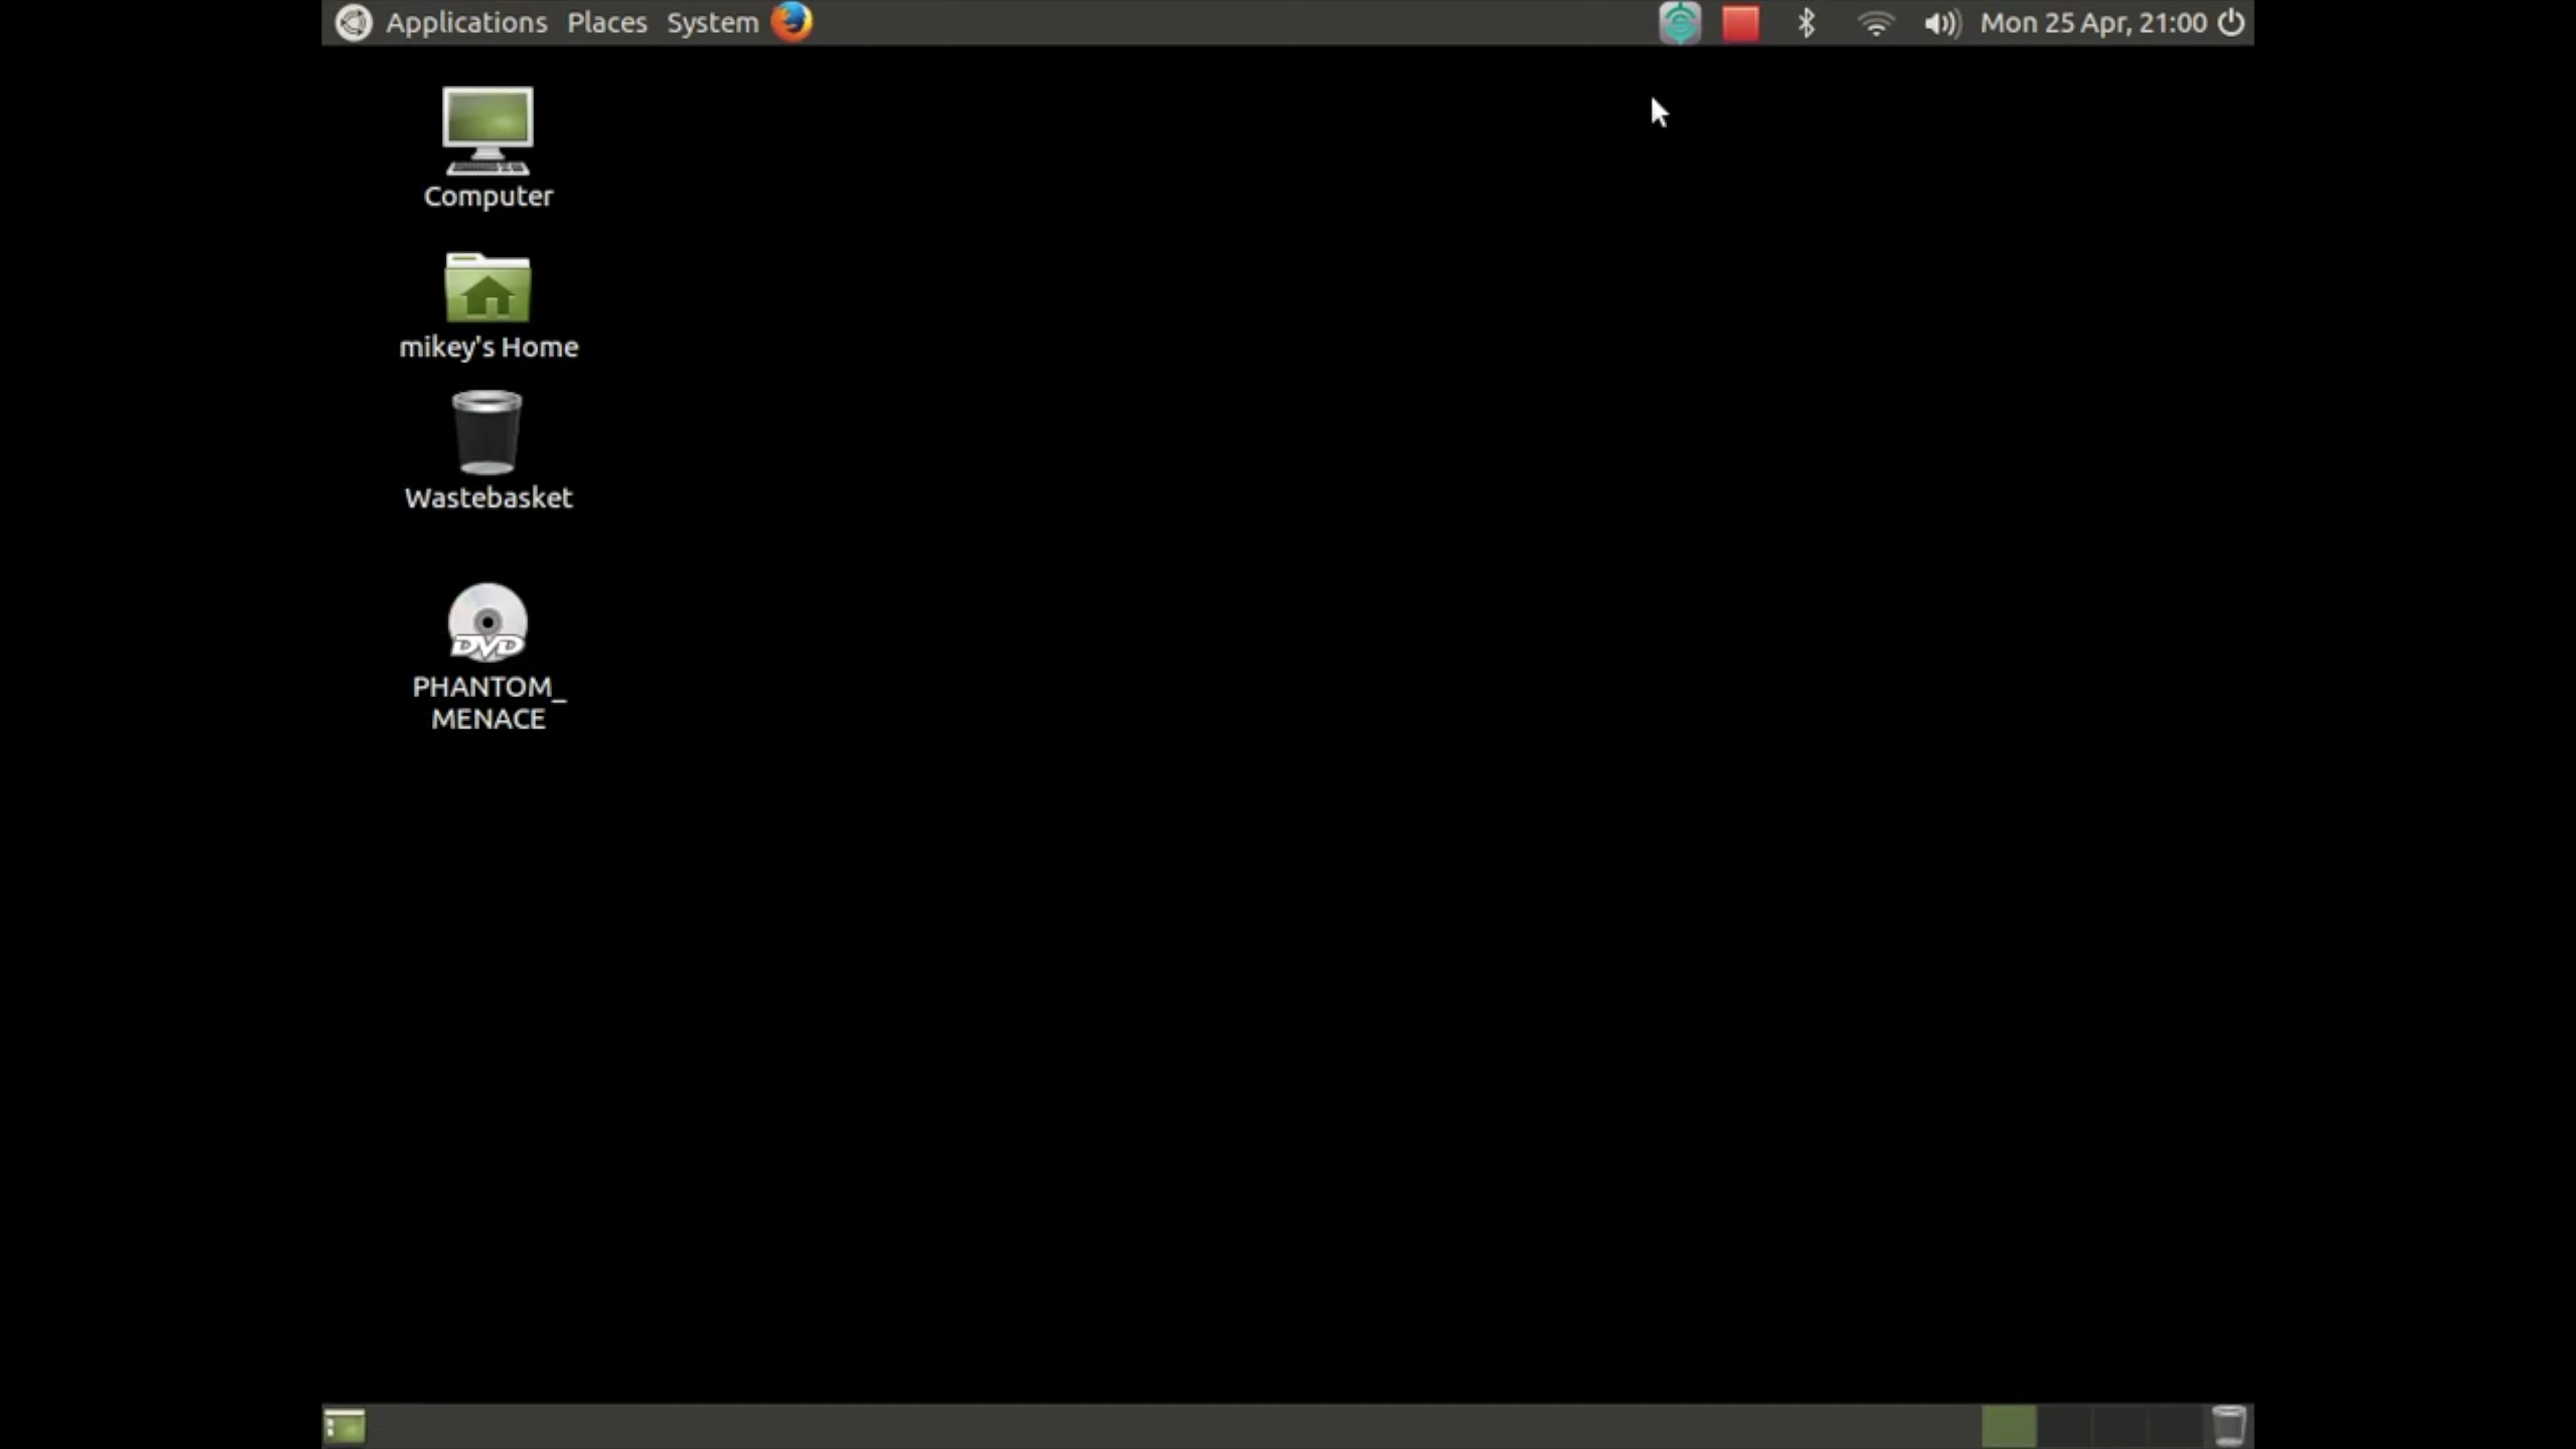 Applications Places System Mon 25 Apr, 21:00
Computer
mikey's Home
Wastebasket
DVD
PHANTOM_
MENACE